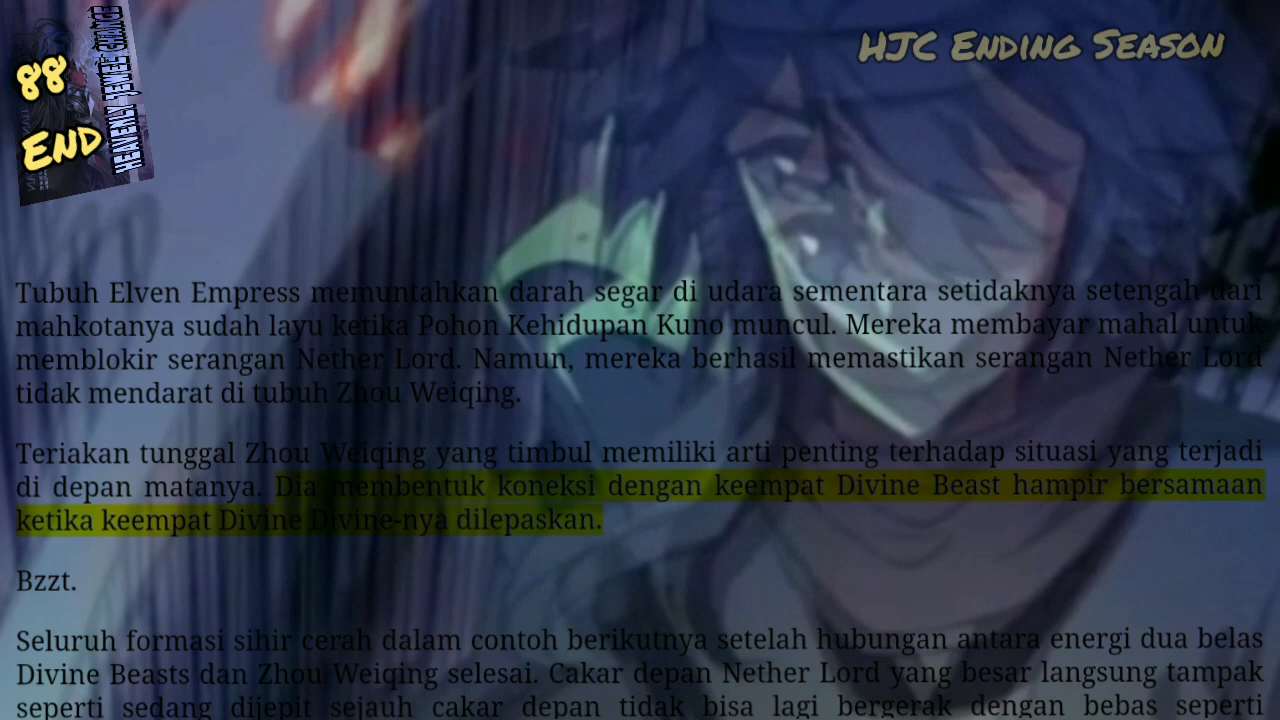 88
END
HEAVENLY JEWEL CHANGE
HJC ENDING SEASON
Tubuh Elven Empress memuntahkan darah segar di udara sementara setidaknya setengah dari
mahkotanya sudah layu ketika Pohon Kehidupan Kuno muncul. Mereka membayar mahal untuk
memblokir serangan Nether Lord. Namun, mereka berhasil memastikan serangan Nether Lord
tidak mendarat di tubuh Zhou Weiqing.
Teriakan tunggal Zhou Weiqing yang timbul memiliki arti penting terhadap situasi yang terjadi
di depan matanya. Dia membentuk koneksi dengan keempat Divine Beast hampir bersamaan
ketika keempat Divine Divine-nya dilepaskan.
Bzzt.
Seluruh formasi sihir cerah dalam contoh berikutnya setelah hubungan antara energi dua belas
Divine Beasts dan Zhou Weiqing selesai. Cakar depan Nether Lord yang besar langsung tampak
seperti sedang dijepit sejauh cakar depan tidak bisa lagi bergerak dengan bebas seperti